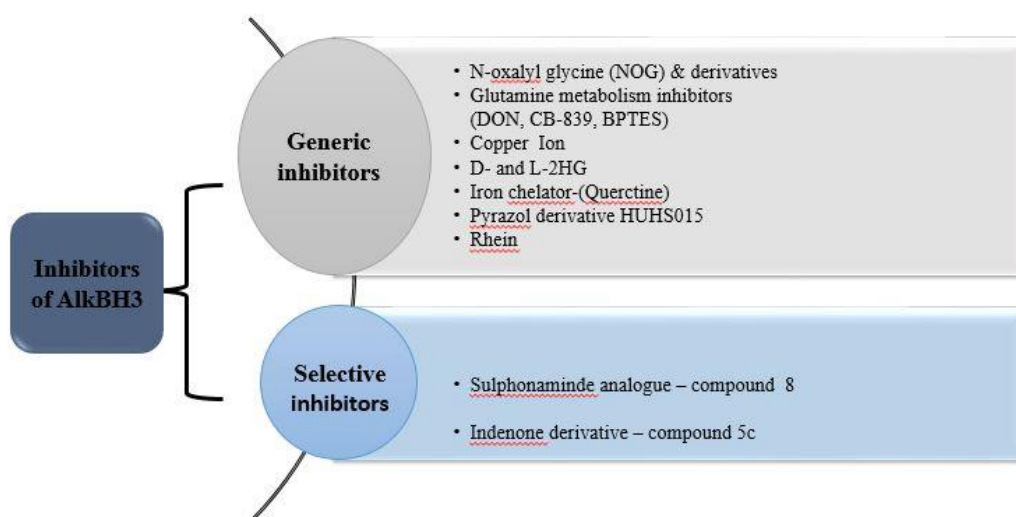 Inhibitors
of AlkBH3
Generic
inhibitors
• N-oxalyl glycine (NOG) & derivatives
• Glutamine metabolism inhibitors
(DON, CB-839, BPTES)
• Copper Ion
• D- and L-2HG
• Iron chelator-(Querctine)
• Pyrazol derivative HUHS015
• Rhein
Selective
inhibitors
• Sulphonaminde analogue – compound 8
• Indenone derivative – compound 5c